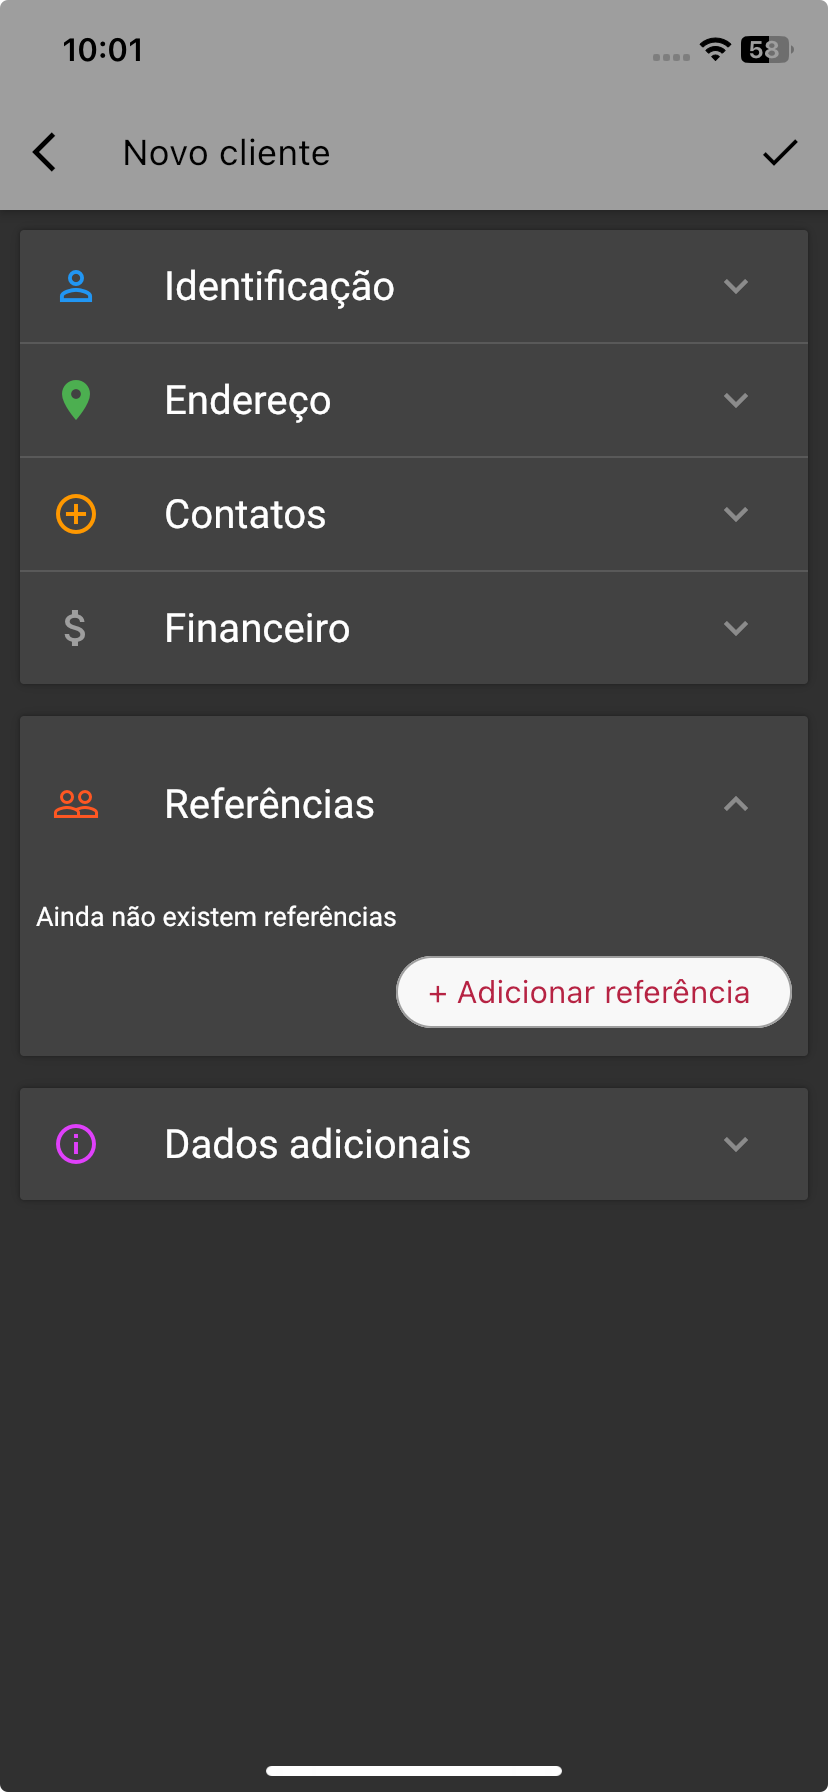 10:01
58
Novo cliente
Identificação
Endereço
Contatos
$ Financeiro
Referências
Ainda não existem referências
+ Adicionar referência
Dados adicionais